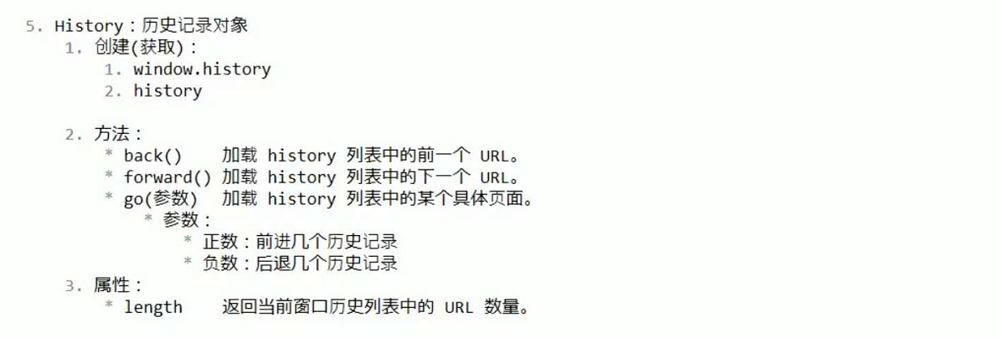 5. History：历史记录对象
1. 创建(获取)：
1. window.history
2. history
2. 方法：
* back() 加载 history 列表中的前一个 URL。
* forward() 加载 history 列表中的下一个 URL。
* go(参数) 加载 history 列表中的某个具体页面。
* 参数：
* 正数：前进几个历史记录
* 负数：后退几个历史记录
3. 属性：
* length 返回当前窗口历史列表中的 URL 数量。